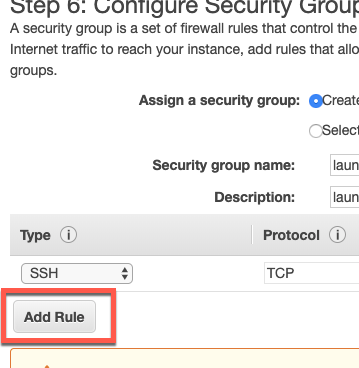 Step 6: Configure Security Group
A security group is a set of firewall rules that control the
Internet traffic to reach your instance, add rules that allo
groups.
Assign a security group: Create
Select
Security group name: laun
Description: laun
Type i Protocol i
SSH TCP
Add Rule